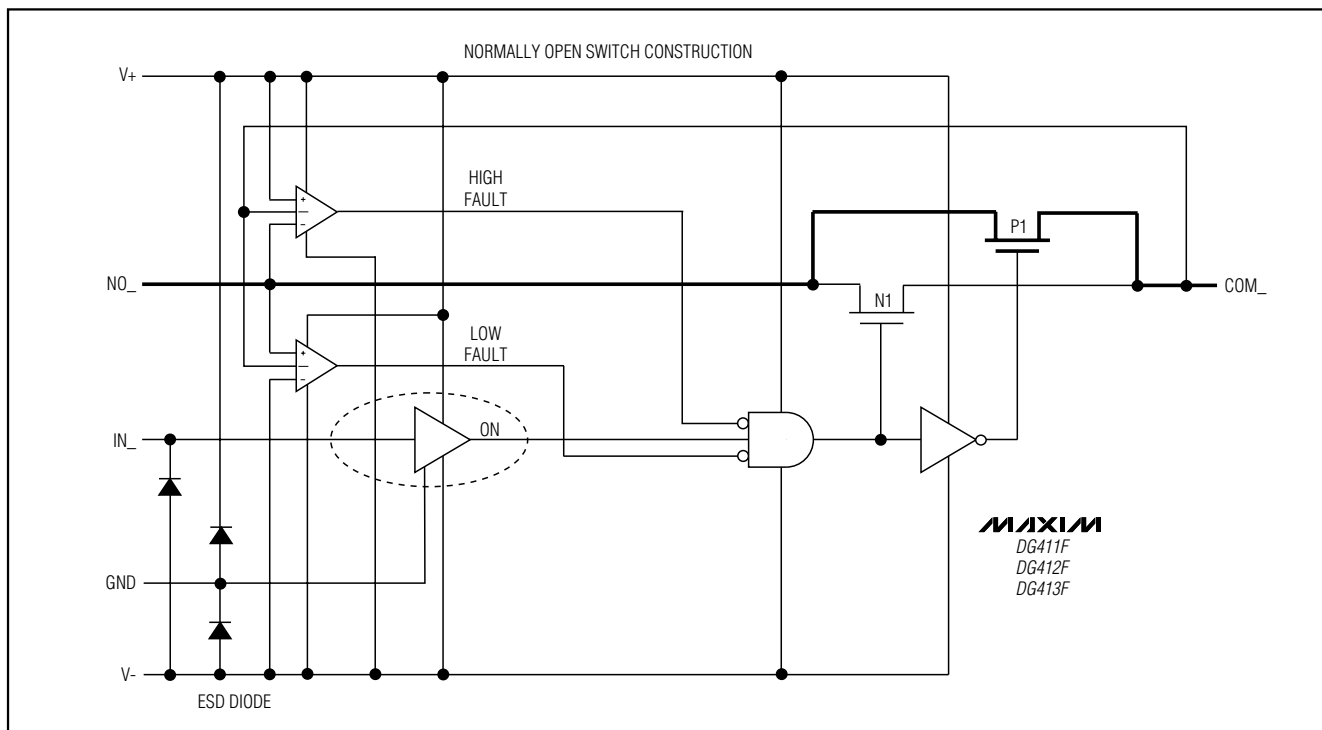 NORMALLY OPEN SWITCH CONSTRUCTION
V+
HIGH
FAULT
P1
NO_
COM_
N1
LOW
FAULT
IN_
ON
MAXIM
DG411F
DG412F
DG413F
GND
V-
ESD DIODE